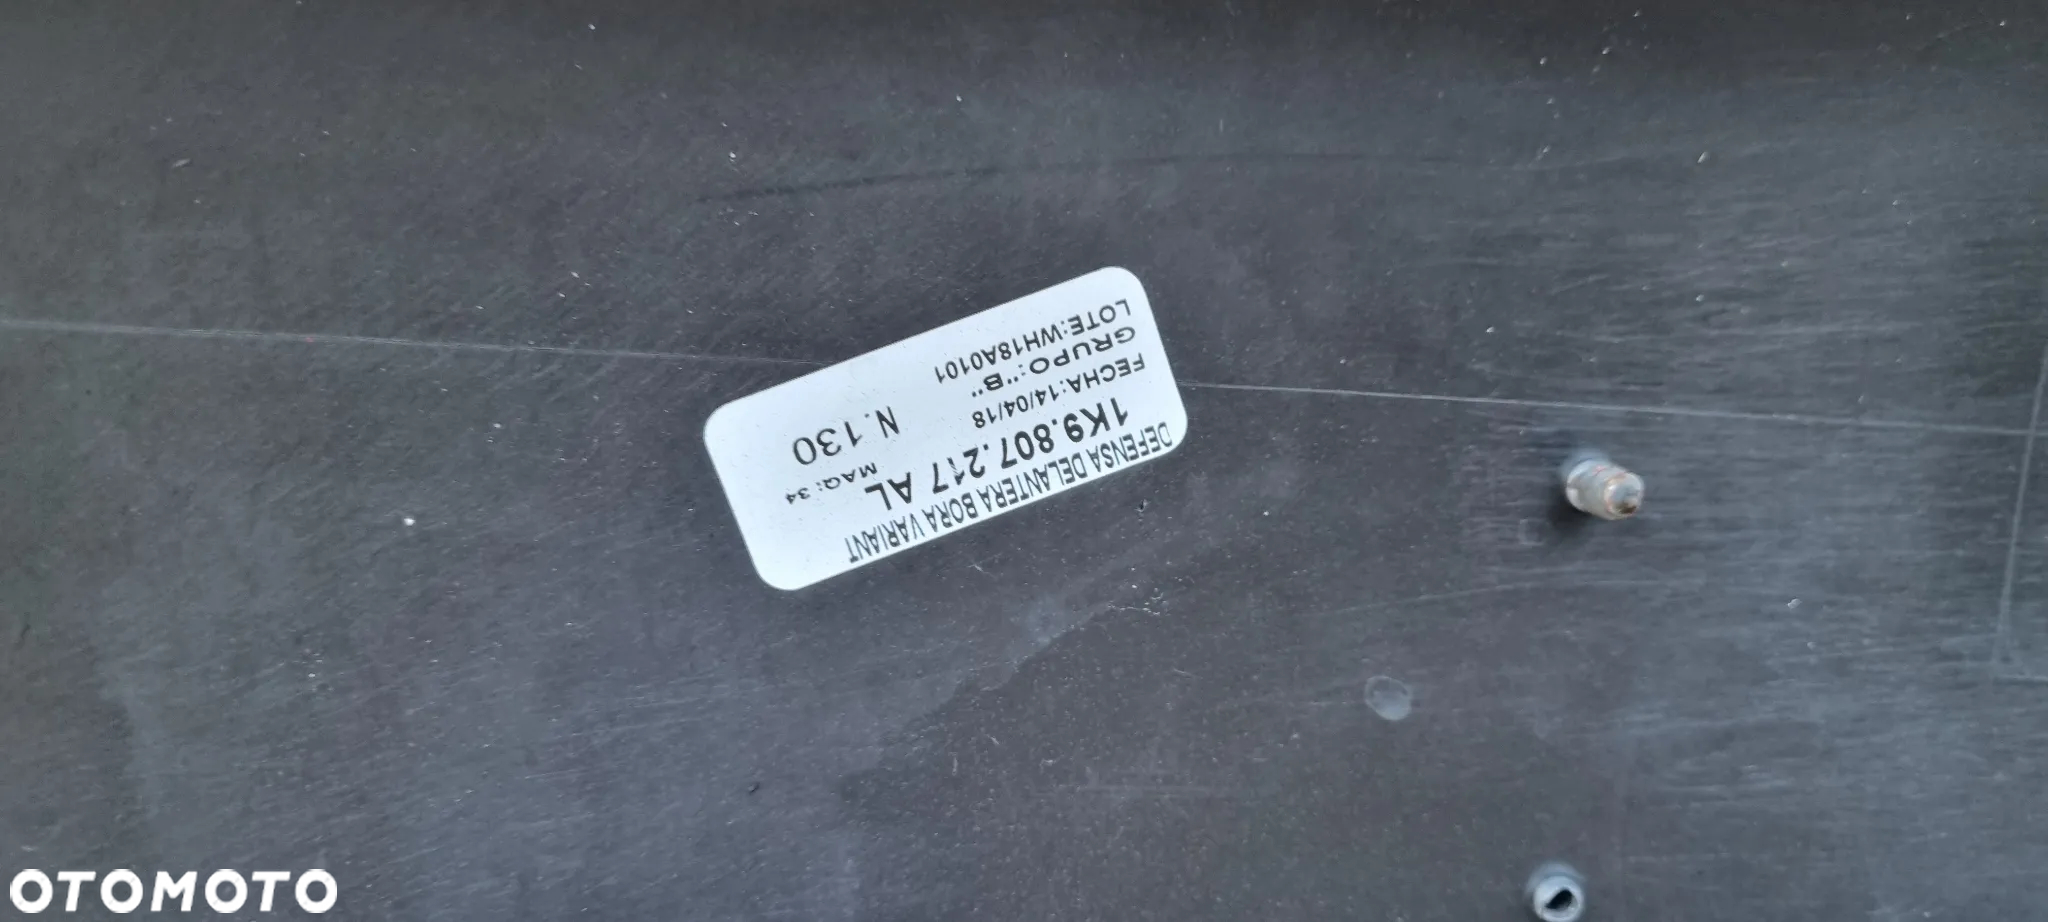 DEFENSA DELANTERA BORA VARIANT
1K9.807.217 AL
FECHA:14/04/18 MAQ: 34
GRUPO:"B" N. 130
LOTE:WH18A0101
OTOMOTO